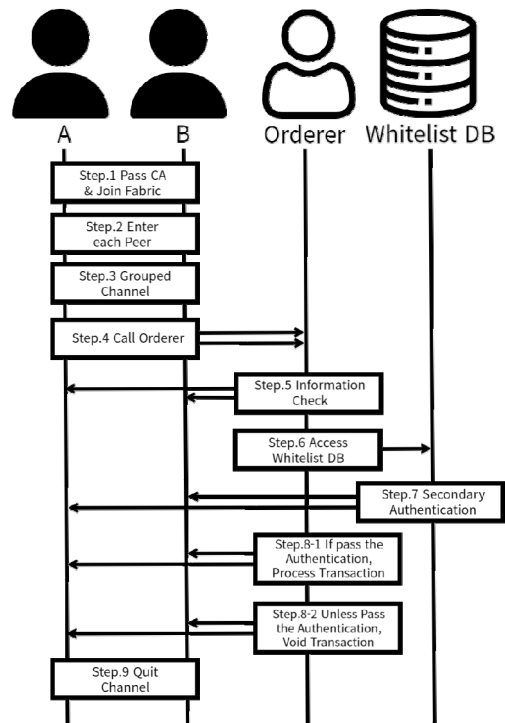 A B Orderer Whitelist DB
Step.1 Pass CA
& Join Fabric
Step.2 Enter
each Peer
Step.3 Grouped
Channel
Step.4 Call Orderer
Step.5 Information
Check
Step.6 Access
Whitelist DB
Step.7 Secondary
Authentication
Step.8-1 If pass the
Authentication,
Process Transaction
Step.8-2 Unless Pass
the Authentication,
Void Transaction
Step.9 Quit
Channel